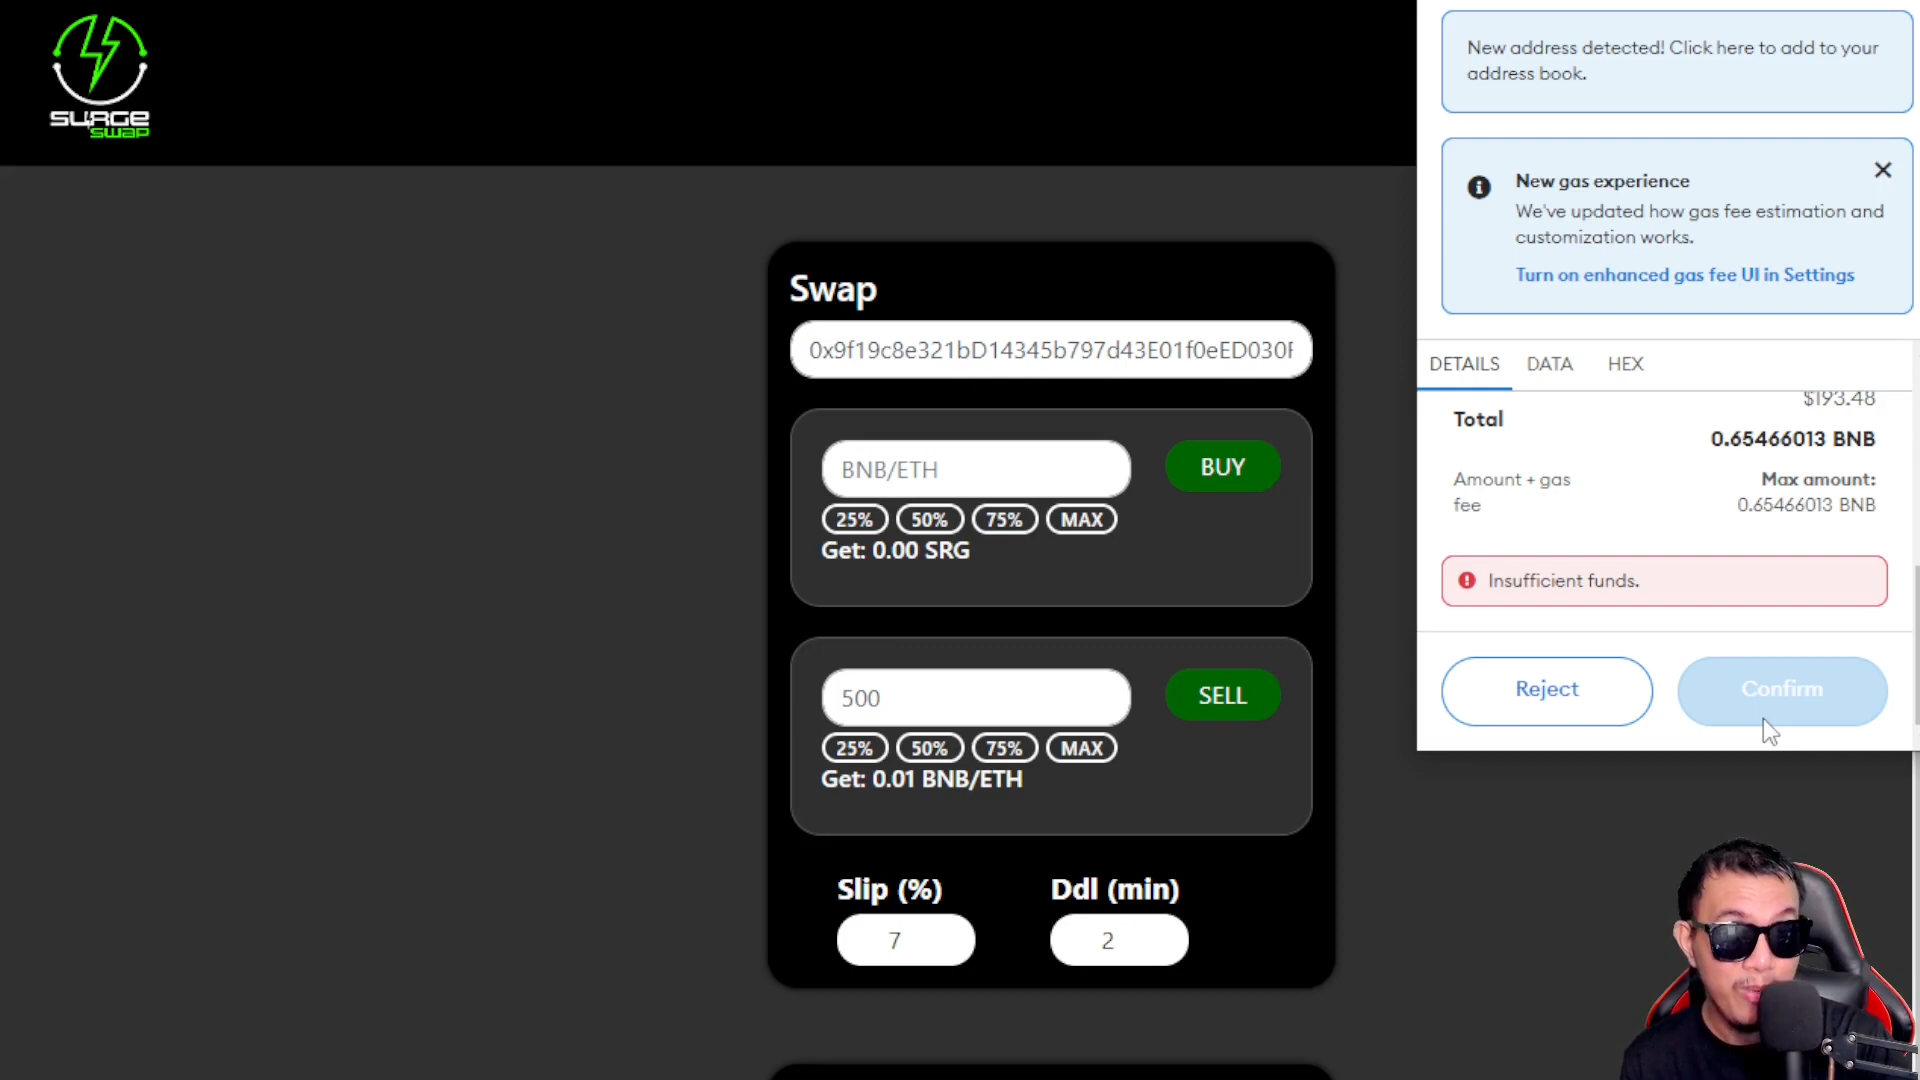 SURGE
SWAP
Swap
0x9f19c8e321bD14345b797d43E01f0eED030F
BNB/ETH
BUY
25% 50% 75% MAX
Get: 0.00 SRG
500
SELL
25% 50% 75% MAX
Get: 0.01 BNB/ETH
Slip (%) Ddl (min)
7 2
New address detected! Click here to add to your
address book.
New gas experience
We've updated how gas fee estimation and
customization works.
Turn on enhanced gas fee UI in Settings
DETAILS DATA HEX
$193.48
Total
0.65466013 BNB
Amount + gas
fee
Max amount:
0.65466013 BNB
Insufficient funds.
Reject Confirm